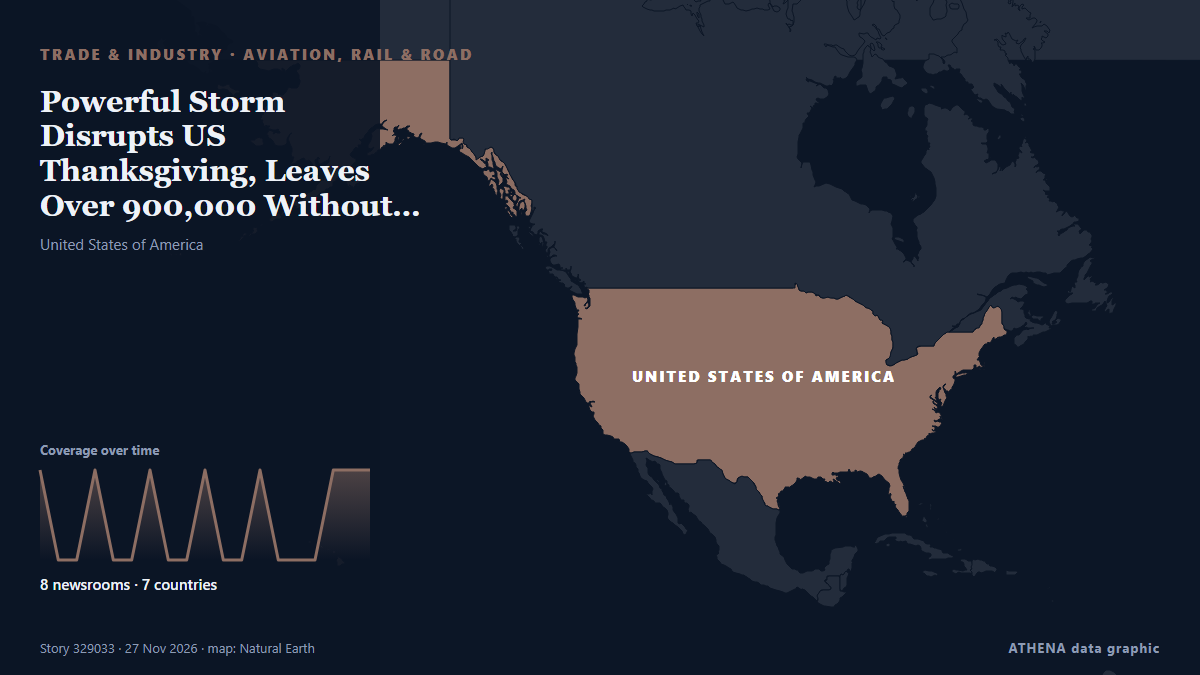 TRADE & INDUSTRY · AVIATION, RAIL & ROAD
Powerful Storm
Disrupts US
Thanksgiving, Leaves
Over 900,000 Without...
United States of America
UNITED STATES OF AMERICA
Coverage over time
8 newsrooms · 7 countries
Story 329033 · 27 Nov 2026 · map: Natural Earth
ATHENA data graphic